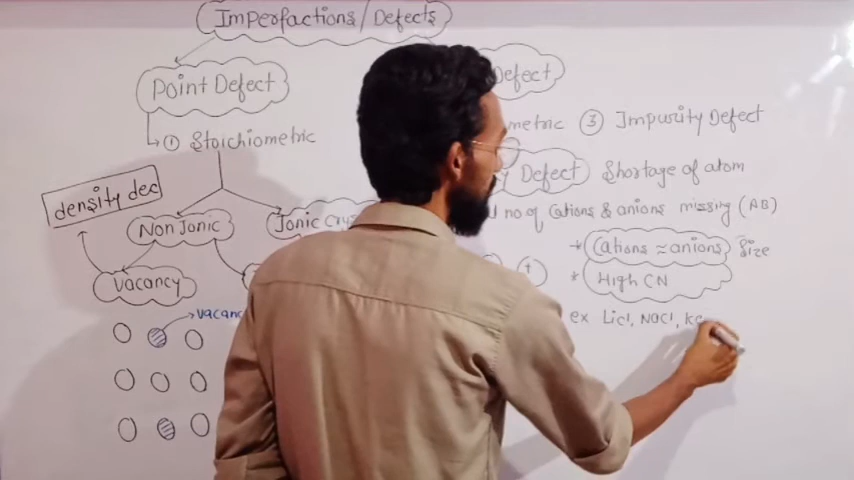 Imperfactions/Defects
Point Defect
Defect
① Stoichiometric
metric ③ Impurity Defect
density dec
Defect Shortage of atom
Non Ionic
Ionic
no of Cations & anions missing (AB)
* Cations ≈ anions Size
Vacancy
+
* High CN
vacanc
ex LiCl, NaCl, KC